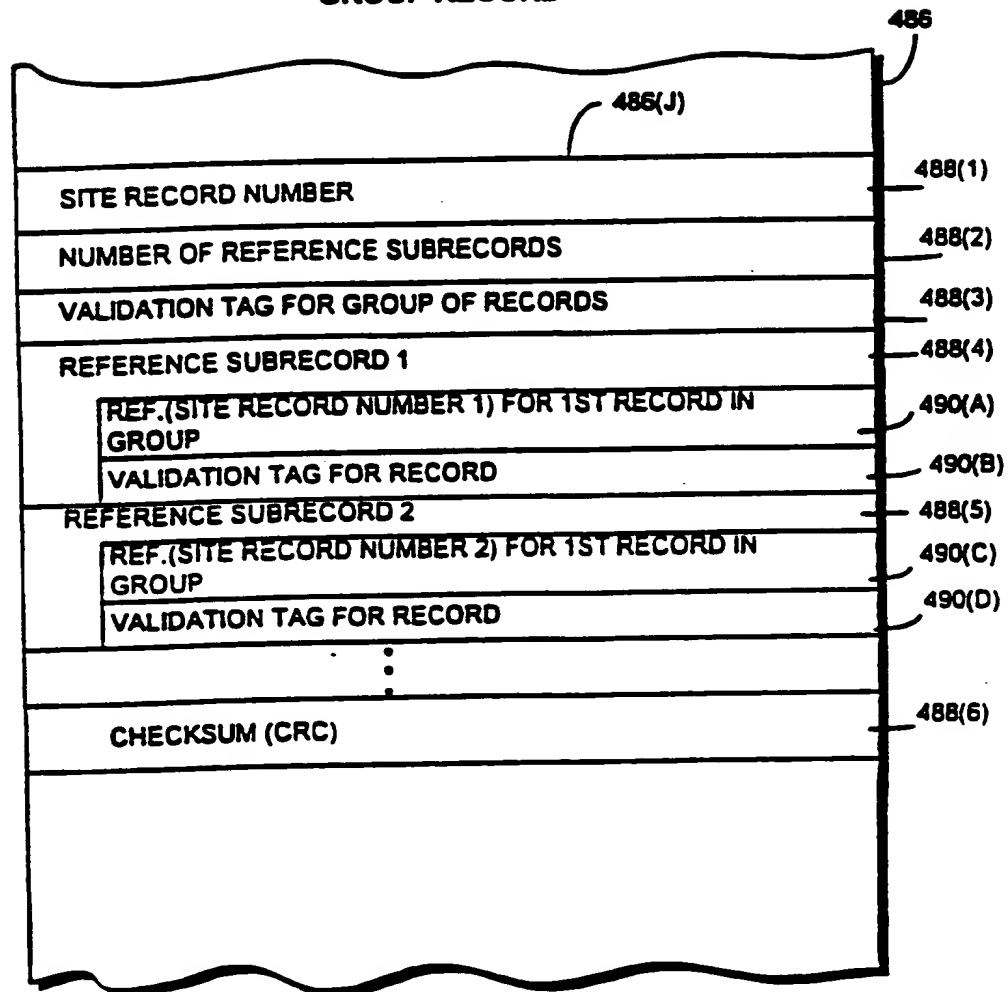 GROUP RECORD
486
486(J)
SITE RECORD NUMBER
488(1)
NUMBER OF REFERENCE SUBRECORDS
488(2)
VALIDATION TAG FOR GROUP OF RECORDS
488(3)
REFERENCE SUBRECORD 1
488(4)
REF.(SITE RECORD NUMBER 1) FOR 1ST RECORD IN
GROUP
490(A)
VALIDATION TAG FOR RECORD
490(B)
REFERENCE SUBRECORD 2
488(5)
REF.(SITE RECORD NUMBER 2) FOR 1ST RECORD IN
GROUP
490(C)
VALIDATION TAG FOR RECORD
490(D)
CHECKSUM (CRC)
488(6)